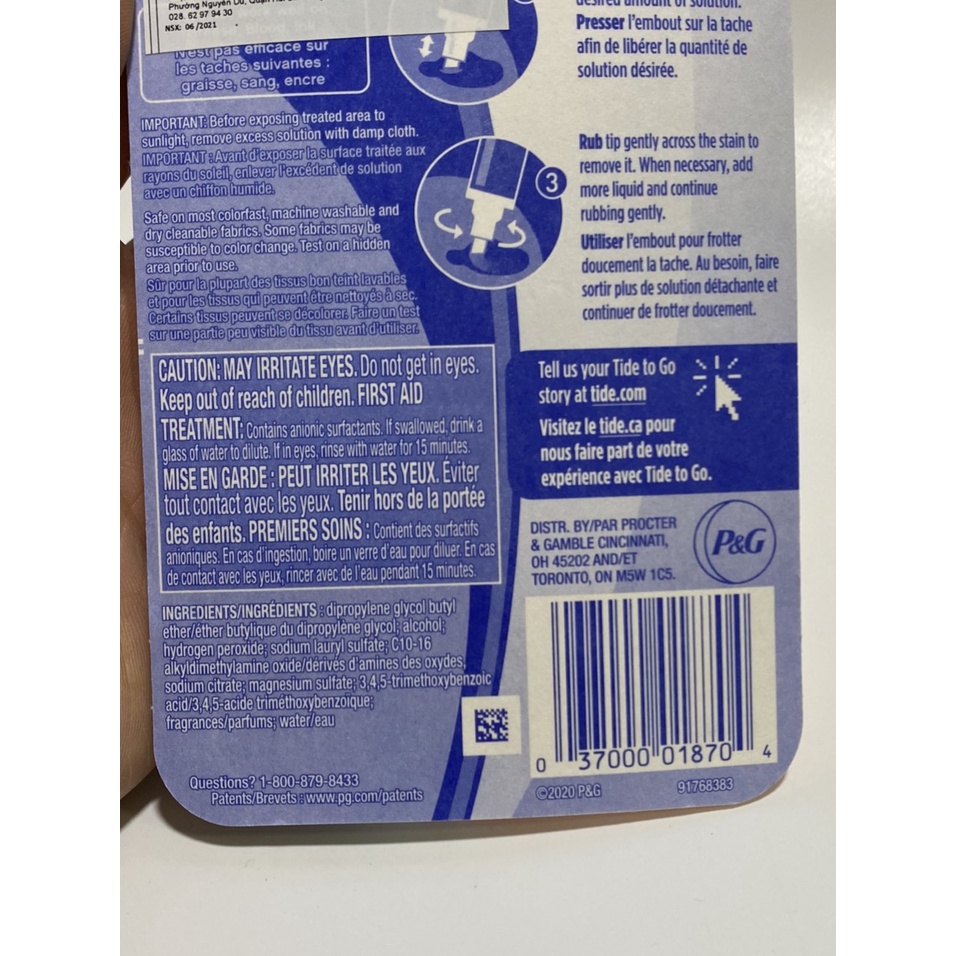 Phường Nguyễn Du, Quận Hai
028. 62 97 94 30
NSX: 06/2021
N'est pas efficace sur
les taches suivantes :
graisse, sang, encre
IMPORTANT: Before exposing treated area to
sunlight, remove excess solution with damp cloth.
IMPORTANT : Avant d'exposer la surface traitée aux
rayons du soleil, enlever l'excédent de solution
avec un chiffon humide.
Safe on most colorfast, machine washable and
dry cleanable fabrics. Some fabrics may be
susceptible to color change. Test on a hidden
area prior to use.
Sûr pour la plupart des tissus bon teint lavables
et pour les tissus qui peuvent être nettoyés à sec.
Certains tissus peuvent se décolorer. Faire un test
sur une partie peu visible du tissu avant d'utiliser.
CAUTION: MAY IRRITATE EYES. Do not get in eyes.
Keep out of reach of children. FIRST AID
TREATMENT: Contains anionic surfactants. If swallowed, drink a
glass of water to dilute. If in eyes, rinse with water for 15 minutes.
MISE EN GARDE : PEUT IRRITER LES YEUX. Éviter
tout contact avec les yeux. Tenir hors de la portée
des enfants. PREMIERS SOINS : Contient des surfactifs
anioniques. En cas d'ingestion, boire un verre d'eau pour diluer. En cas
de contact avec les yeux, rincer avec de l'eau pendant 15 minutes.
INGREDIENTS/INGRÉDIENTS : dipropylene glycol butyl
ether/éther butylique du dipropylène glycol; alcohol;
hydrogen peroxide; sodium lauryl sulfate; C10-16
alkyldimethylamine oxide/dérivés d'amines des oxydes,
sodium citrate; magnesium sulfate; 3,4,5-trimethoxybenzoic
acid/3,4,5-acide triméthoxybenzoïque;
fragrances/parfums; water/eau
Questions? 1-800-879-8433
Patents/Brevets : www.pg.com/patents
desired amount of solution.
Presser l'embout sur la tache
afin de libérer la quantité de
solution désirée.
3
Rub tip gently across the stain to
remove it. When necessary, add
more liquid and continue
rubbing gently.
Utiliser l'embout pour frotter
doucement la tache. Au besoin, faire
sortir plus de solution détachante et
continuer de frotter doucement.
Tell us your Tide to Go
story at tide.com
Visitez le tide.ca pour
nous faire part de votre
expérience avec Tide to Go.
DISTR. BY/PAR PROCTER
& GAMBLE CINCINNATI,
OH 45202 AND/ET
TORONTO, ON M5W 1C5.
P&G
0 37000 01870 4
©2020 P&G
91768383